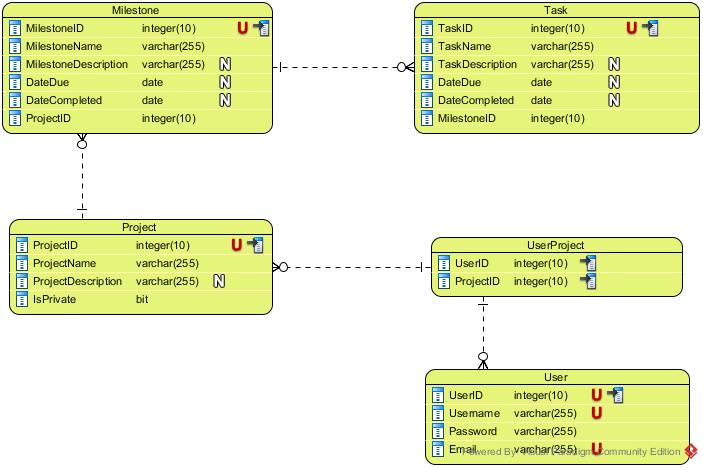 Milestone
MilestoneID integer(10) U
MilestoneName varchar(255)
MilestoneDescription varchar(255) N
DateDue date N
DateCompleted date N
ProjectID integer(10)
Task
TaskID integer(10) U
TaskName varchar(255)
TaskDescription varchar(255) N
DateDue date N
DateCompleted date N
MilestoneID integer(10)
Project
ProjectID integer(10) U
ProjectName varchar(255)
ProjectDescription varchar(255) N
IsPrivate bit
UserProject
UserID integer(10)
ProjectID integer(10)
User
UserID integer(10) U
Username varchar(255) U
Password varchar(255)
Email varchar(255) U
Powered By Visual Paradigm Community Edition